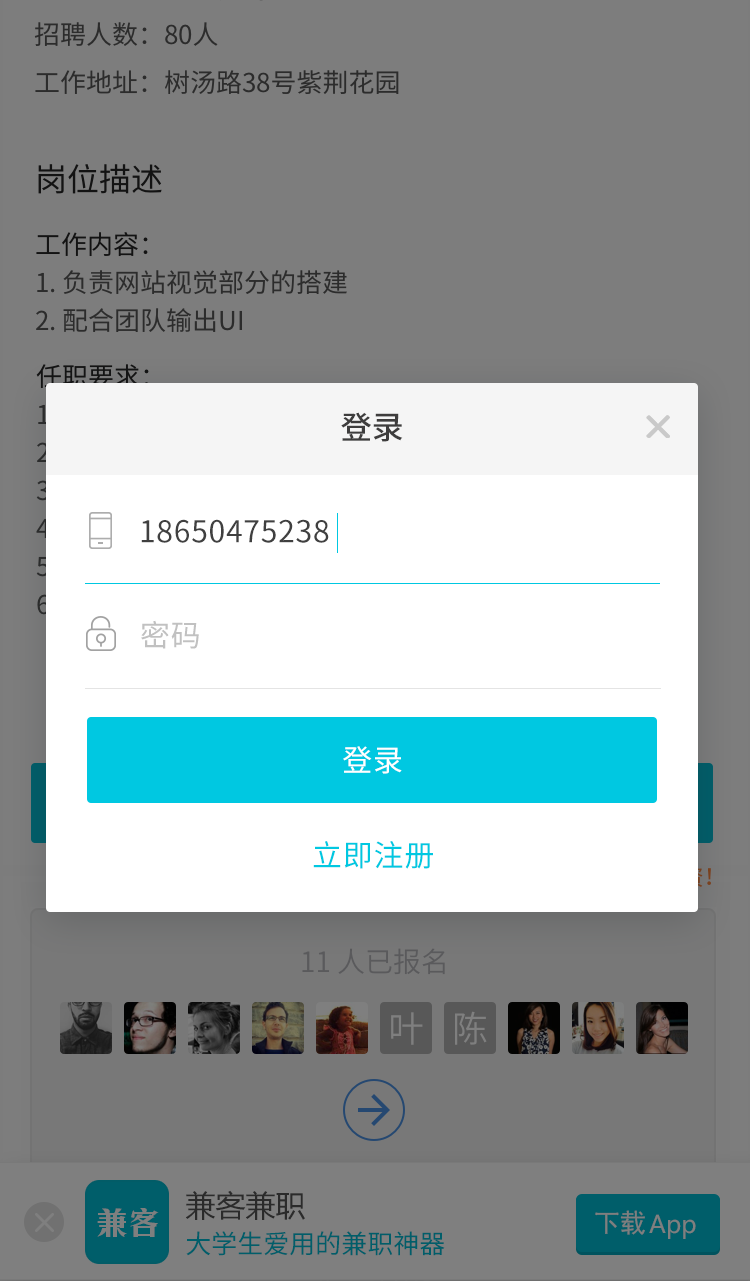 招聘人数：80人
工作地址：树汤路38号紫荆花园
岗位描述
工作内容：
1. 负责网站视觉部分的搭建
2. 配合团队输出UI
任职要求：
1
2
3
4
5
6
登录
18650475238
密码
登录
立即注册
!
11 人已报名
叶 陈
兼客 兼客兼职
大学生爱用的兼职神器
下载App